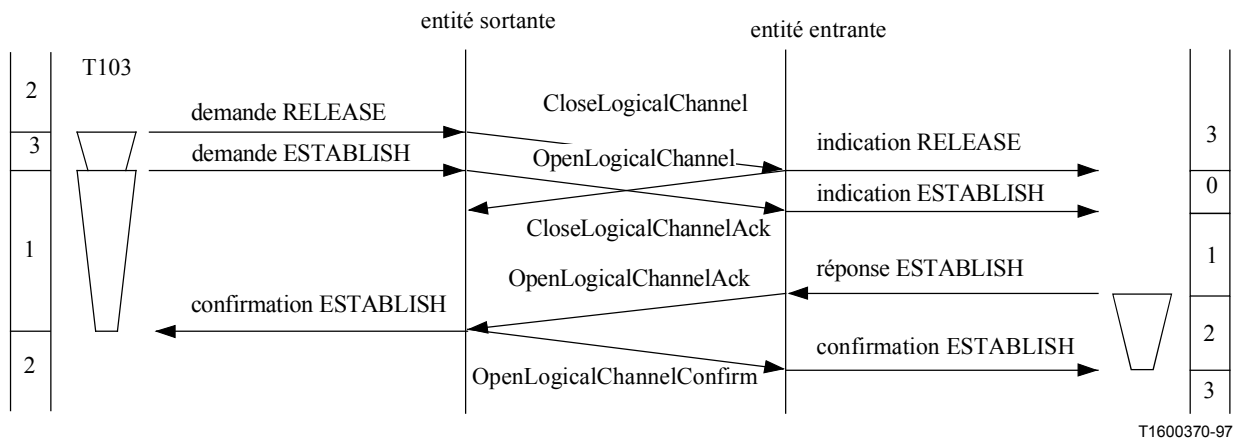 entité sortante
entité entrante
T103
2
CloseLogicalChannel
demande RELEASE
3
indication RELEASE
3
demande ESTABLISH
OpenLogicalChannel
0
indication ESTABLISH
CloseLogicalChannelAck
1
1
réponse ESTABLISH
OpenLogicalChannelAck
confirmation ESTABLISH
2
confirmation ESTABLISH
2
OpenLogicalChannelConfirm
3
T1600370-97